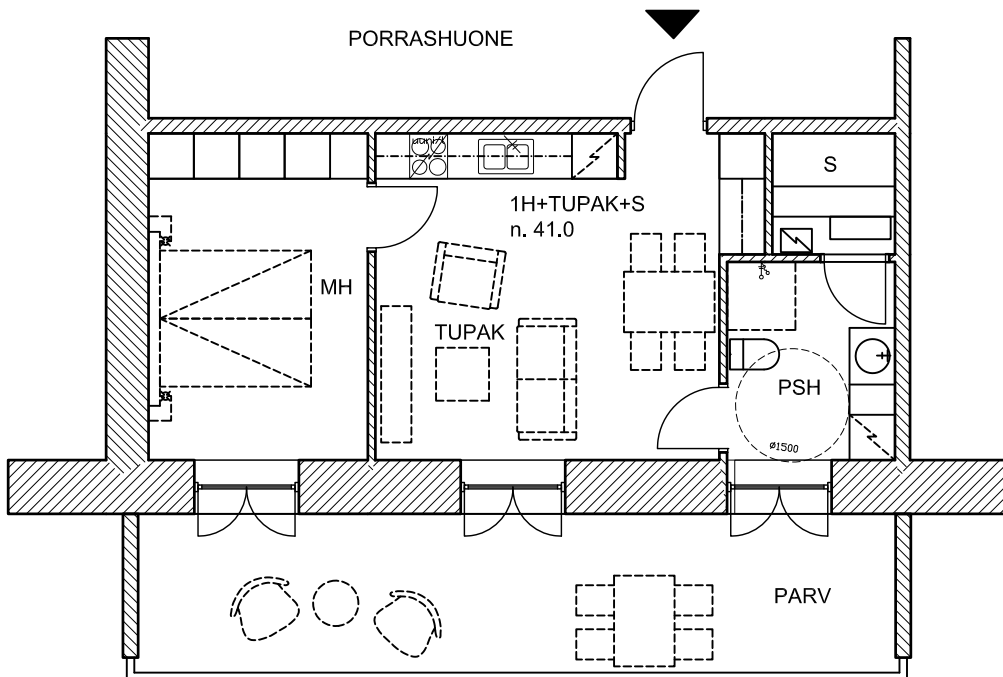 PORRASHUONE
S
1H+TUPAK+S
n. 41.0
MH
TUPAK
PSH
ø1500
PARV